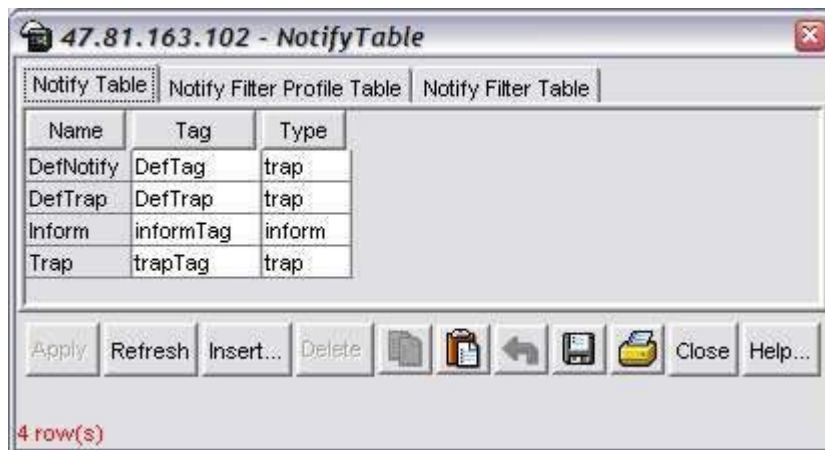 47.81.163.102 - NotifyTable
Notify Table Notify Filter Profile Table Notify Filter Table
Name Tag Type
DefNotify DefTag trap
DefTrap DefTrap trap
Inform informTag inform
Trap trapTag trap
Apply Refresh Insert... Delete Close Help...
4 row(s)